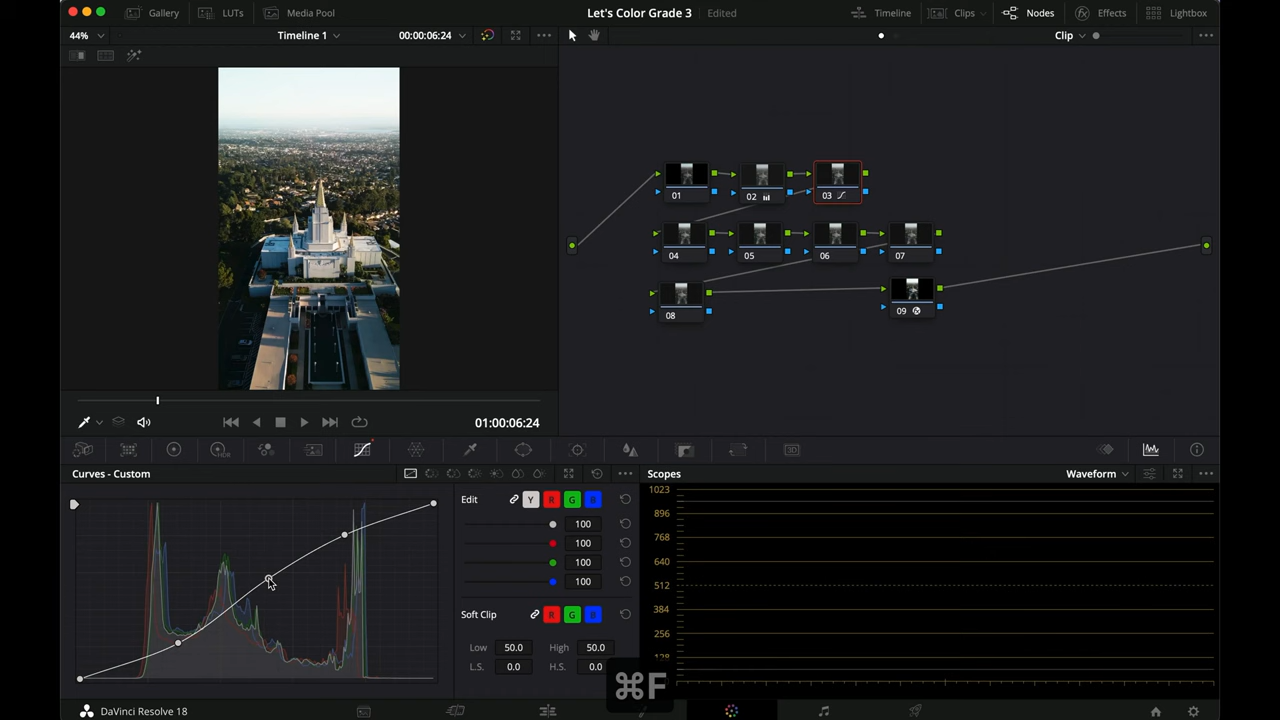 Gallery LUTs Media Pool Let's Color Grade 3 Edited Timeline Clips Nodes Effects Lightbox
44% Timeline 1 00:00:06:24 Clip
01 02 03
04 05 06 07
08 09
01:00:06:24
Curves - Custom Scopes Waveform
Edit Y R G B
100
100
100
100
Soft Clip R G B
Low 50.0 High 50.0
L.S. 0.0 H.S. 0.0
1023
896
768
640
512
384
256
128
⌘F
DaVinci Resolve 18